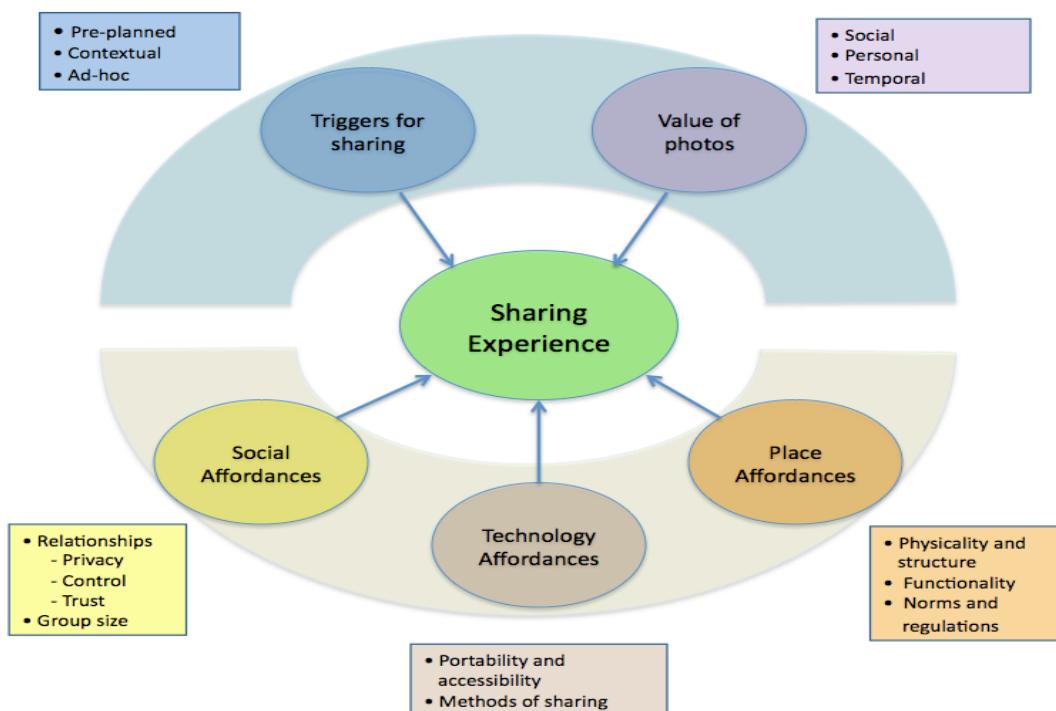 • Pre-planned
• Contextual
• Ad-hoc
• Social
• Personal
• Temporal
Triggers for
sharing
Value of
photos
Sharing
Experience
Social
Affordances
Technology
Affordances
Place
Affordances
• Relationships
- Privacy
- Control
- Trust
• Group size
• Portability and
accessibility
• Methods of sharing
• Physicality and
structure
• Functionality
• Norms and
regulations